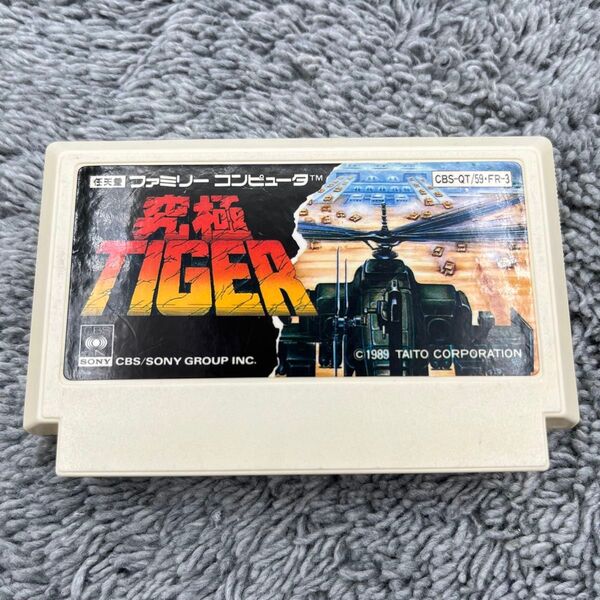 任天堂 ファミリーコンピュータ™
CBS-QT/59・FR-3
究極
TIGER
CBS
SONY
CBS/SONY GROUP INC.
©1989 TAITO CORPORATION